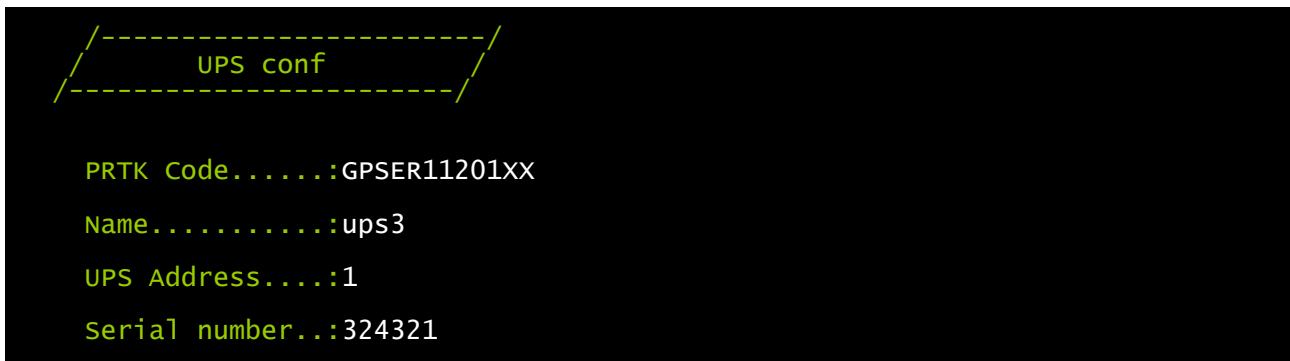 /------------------------/
/ UPS conf /
/------------------------/
PRTK Code......:GPSER11201XX
Name...........:ups3
UPS Address....:1
Serial number..:324321